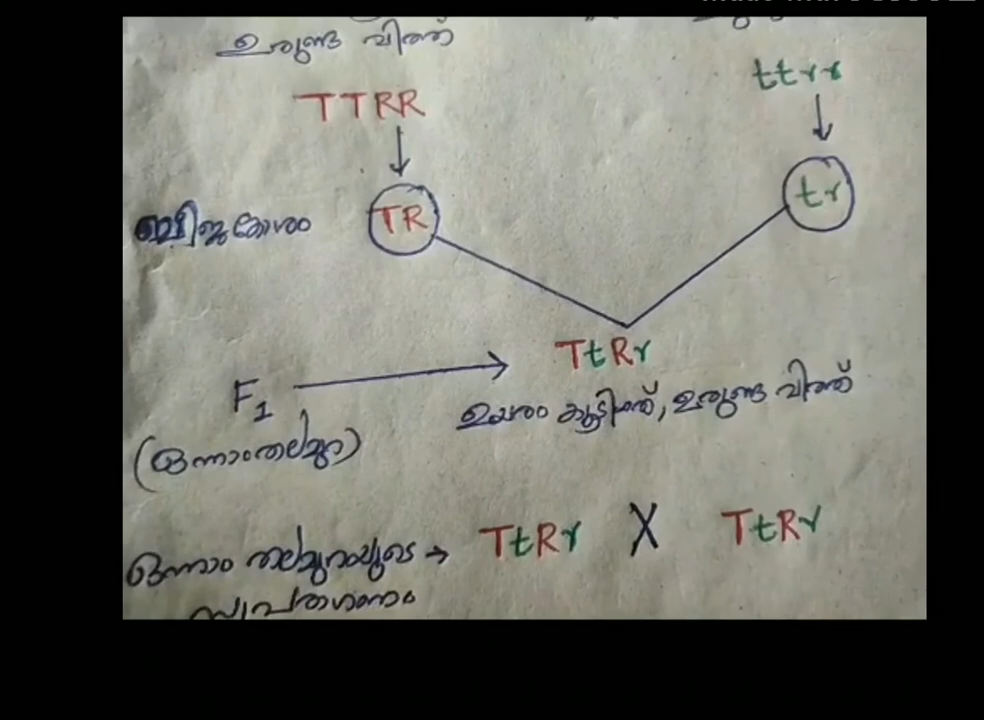 ഉരുണ്ട വിത്ത്
TTRR
ttrr
ബീജകോശം
TR
tr
TtRr
F1
ഉയരം കൂടിയത്, ഉരുണ്ട വിത്ത്
(ഒന്നാംതലമുറ)
ഒന്നാം തലമുറയുടെ → TtRr X TtRr
സ്വപരാഗണം